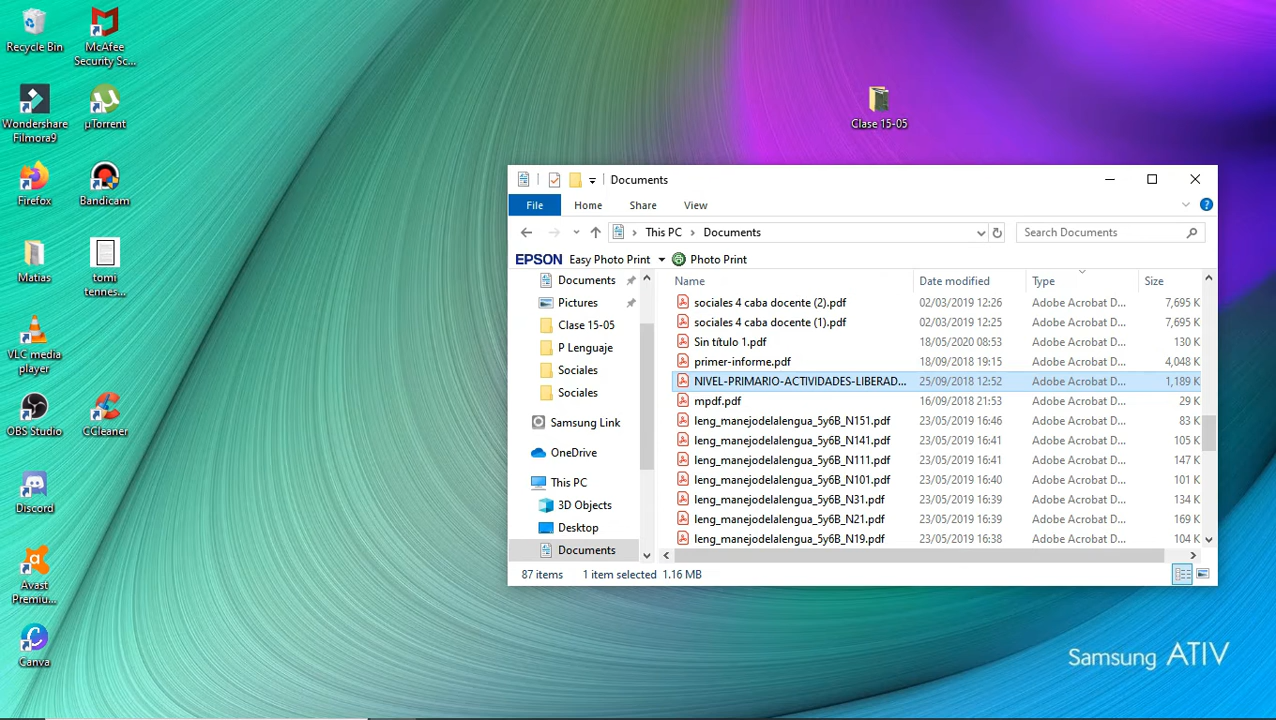 Recycle Bin
McAfee
Security Sc...
Wondershare
Filmora9
µTorrent
Firefox
Bandicam
Matias
tomi
tennes...
VLC media
player
OBS Studio
CCleaner
Discord
Avast
Premiu...
Canva
Clase 15-05
Documents
File
Home
Share
View
This PC
Documents
Search Documents
EPSON
Easy Photo Print
Photo Print
Documents
Pictures
Clase 15-05
P Lenguaje
Sociales
Sociales
Samsung Link
OneDrive
This PC
3D Objects
Desktop
Documents
Name Date modified Type Size
sociales 4 caba docente (2).pdf 02/03/2019 12:26 Adobe Acrobat D... 7,695 K
sociales 4 caba docente (1).pdf 02/03/2019 12:25 Adobe Acrobat D... 7,695 K
Sin título 1.pdf 18/05/2020 08:53 Adobe Acrobat D... 130 K
primer-informe.pdf 18/09/2018 19:15 Adobe Acrobat D... 4,048 K
NIVEL-PRIMARIO-ACTIVIDADES-LIBERAD... 25/09/2018 12:52 Adobe Acrobat D... 1,189 K
mpdf.pdf 16/09/2018 21:53 Adobe Acrobat D... 29 K
leng_manejodelalengua_5y6B_N151.pdf 23/05/2019 16:46 Adobe Acrobat D... 83 K
leng_manejodelalengua_5y6B_N141.pdf 23/05/2019 16:41 Adobe Acrobat D... 105 K
leng_manejodelalengua_5y6B_N111.pdf 23/05/2019 16:41 Adobe Acrobat D... 147 K
leng_manejodelalengua_5y6B_N101.pdf 23/05/2019 16:40 Adobe Acrobat D... 101 K
leng_manejodelalengua_5y6B_N31.pdf 23/05/2019 16:39 Adobe Acrobat D... 134 K
leng_manejodelalengua_5y6B_N21.pdf 23/05/2019 16:39 Adobe Acrobat D... 169 K
leng_manejodelalengua_5y6B_N19.pdf 23/05/2019 16:38 Adobe Acrobat D... 104 K
87 items 1 item selected 1.16 MB
Samsung ATIV